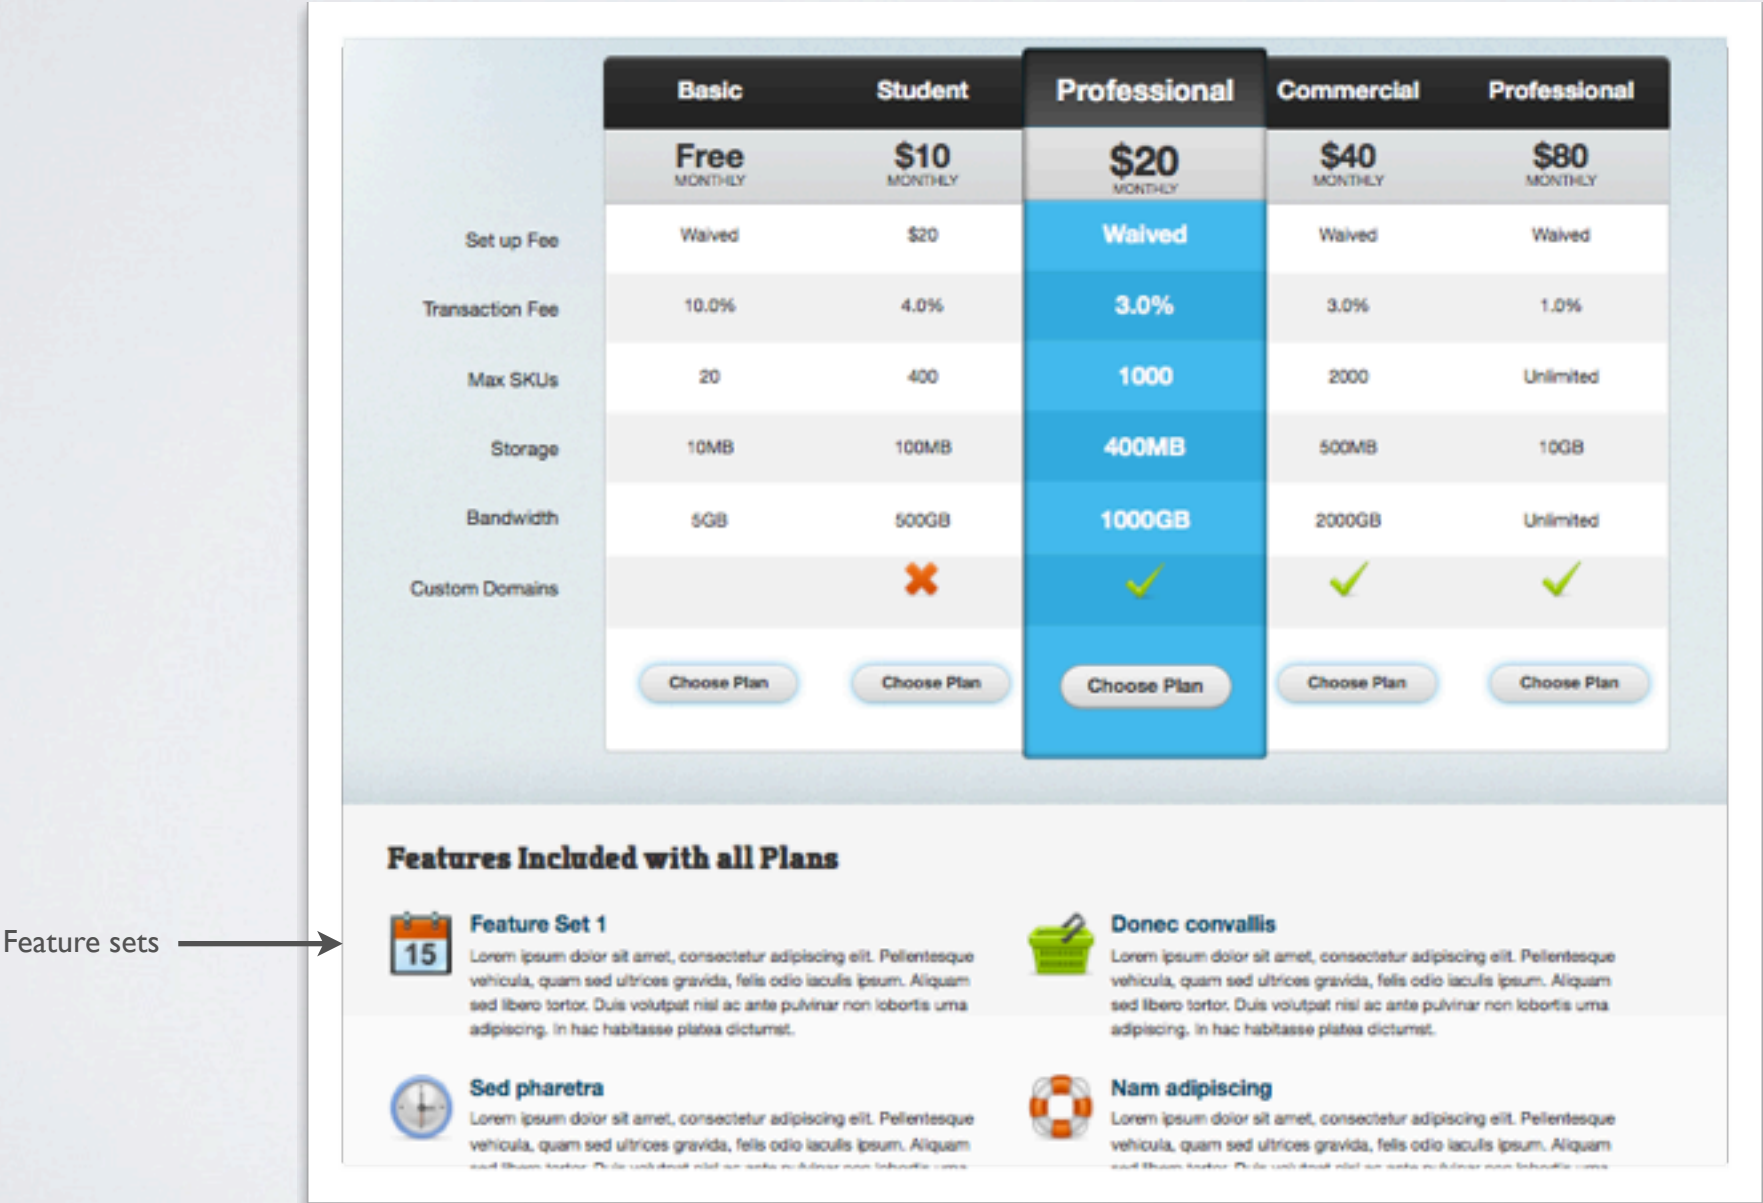 Basic Student Professional Commercial Professional
Free $10 $20 $40 $80
MONTHLY MONTHLY MONTHLY MONTHLY MONTHLY
Set up Fee Waived $20 Waived Waived Waived
Transaction Fee 10.0% 4.0% 3.0% 3.0% 1.0%
Max SKUs 20 400 1000 2000 Unlimited
Storage 10MB 100MB 400MB 500MB 10GB
Bandwidth 5GB 500GB 1000GB 2000GB Unlimited
Custom Domains
Choose Plan Choose Plan Choose Plan Choose Plan Choose Plan
Features Included with all Plans
Feature sets
15
Feature Set 1
Lorem ipsum dolor sit amet, consectetur adipiscing elit. Pellentesque
vehicula, quam sed ultrices gravida, felis odio iaculis ipsum. Aliquam
sed libero tortor. Duis volutpat nisl ac ante pulvinar non lobortis urna
adipiscing. In hac habitasse platea dictumst.
Donec convallis
Lorem ipsum dolor sit amet, consectetur adipiscing elit. Pellentesque
vehicula, quam sed ultrices gravida, felis odio iaculis ipsum. Aliquam
sed libero tortor. Duis volutpat nisl ac ante pulvinar non lobortis urna
adipiscing. In hac habitasse platea dictumst.
Sed pharetra
Lorem ipsum dolor sit amet, consectetur adipiscing elit. Pellentesque
vehicula, quam sed ultrices gravida, felis odio iaculis ipsum. Aliquam
Nam adipiscing
Lorem ipsum dolor sit amet, consectetur adipiscing elit. Pellentesque
vehicula, quam sed ultrices gravida, felis odio iaculis ipsum. Aliquam